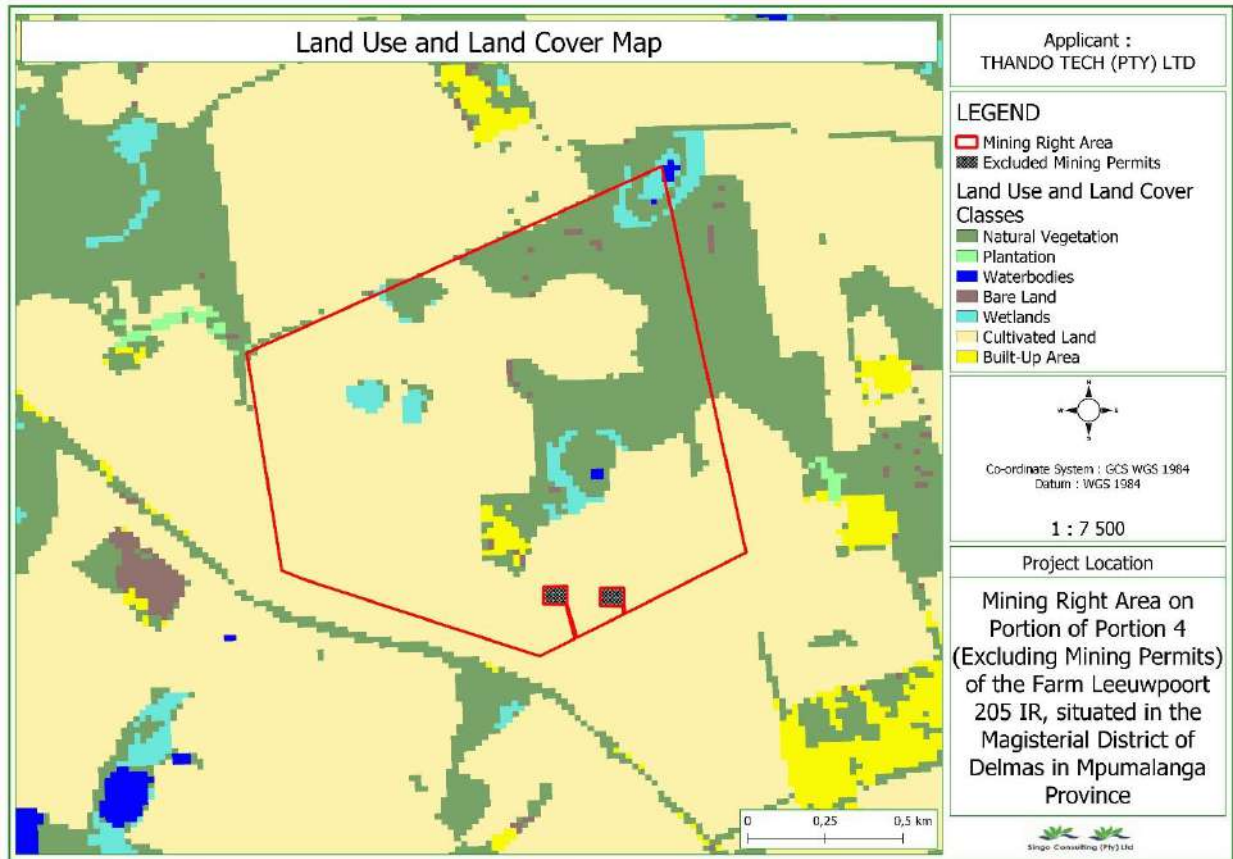 Land Use and Land Cover Map
Applicant :
THANDO TECH (PTY) LTD
LEGEND
Mining Right Area
Excluded Mining Permits
Land Use and Land Cover
Classes
Natural Vegetation
Plantation
Waterbodies
Bare Land
Wetlands
Cultivated Land
Built-Up Area
N
W E
S
Co-ordinate System : GCS WGS 1984
Datum : WGS 1984
1 : 7 500
Project Location
Mining Right Area on
Portion of Portion 4
(Excluding Mining Permits)
of the Farm Leeuwpoort
205 IR, situated in the
Magisterial District of
Delmas in Mpumalanga
Province
0 0,25 0,5 km
Singo Consulting (Pty) Ltd